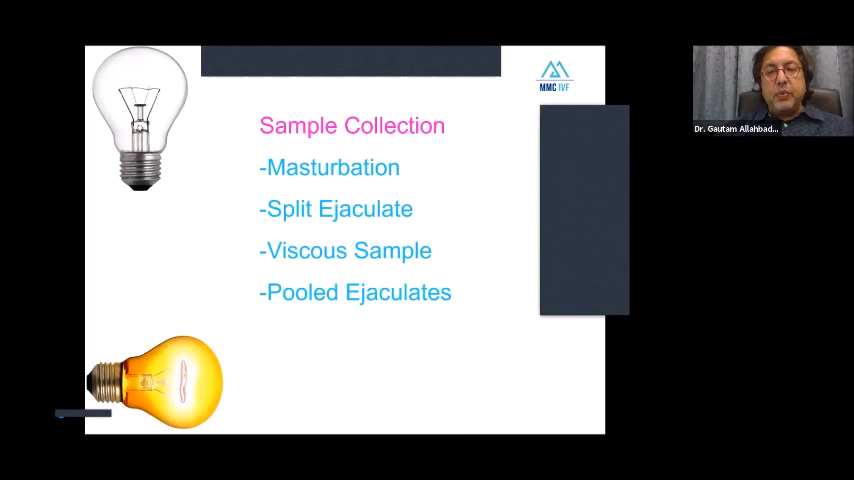 MMC IVF
Sample Collection
-Masturbation
-Split Ejaculate
-Viscous Sample
-Pooled Ejaculates
Dr. Gautam Allahbad...